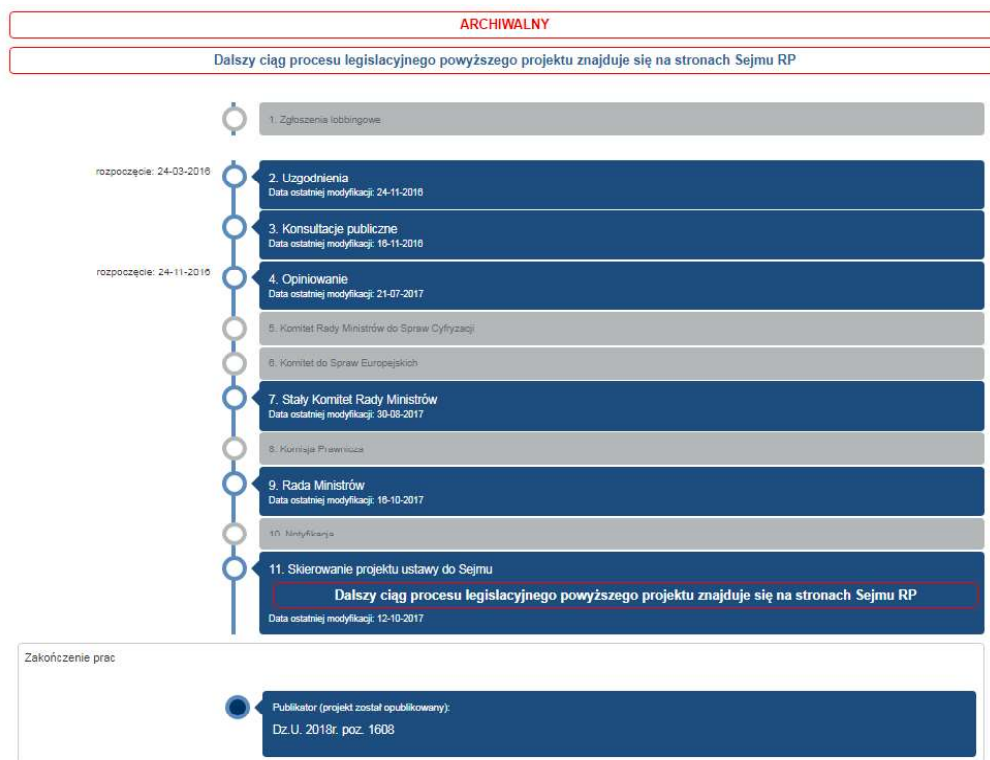 ARCHIWALNY
Dalszy ciąg procesu legislacyjnego powyższego projektu znajduje się na stronach Sejmu RP
1. Zgłoszenia lobbingowe
rozpoczęcie: 24-03-2016
2. Uzgodnienia
Data ostatniej modyfikacji: 24-11-2016
3. Konsultacje publiczne
Data ostatniej modyfikacji: 16-11-2016
rozpoczęcie: 24-11-2016
4. Opiniowanie
Data ostatniej modyfikacji: 21-07-2017
5. Komitet Rady Ministrów do Spraw Cyfryzacji
6. Komitet do Spraw Europejskich
7. Stały Komitet Rady Ministrów
Data ostatniej modyfikacji: 30-08-2017
8. Komisja Prawnicza
9. Rada Ministrów
Data ostatniej modyfikacji: 16-10-2017
10. Notyfikacja
11. Skierowanie projektu ustawy do Sejmu
Dalszy ciąg procesu legislacyjnego powyższego projektu znajduje się na stronach Sejmu RP
Data ostatniej modyfikacji: 12-10-2017
Zakończenie prac
Publikator (projekt został opublikowany):
Dz.U. 2018r. poz. 1608